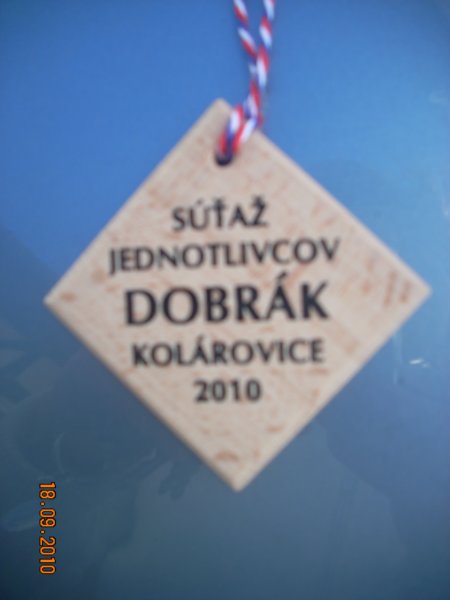 SÚŤAŽ
JEDNOTLIVCOV
DOBRÁK
KOLÁROVICE
2010
18.09.2010